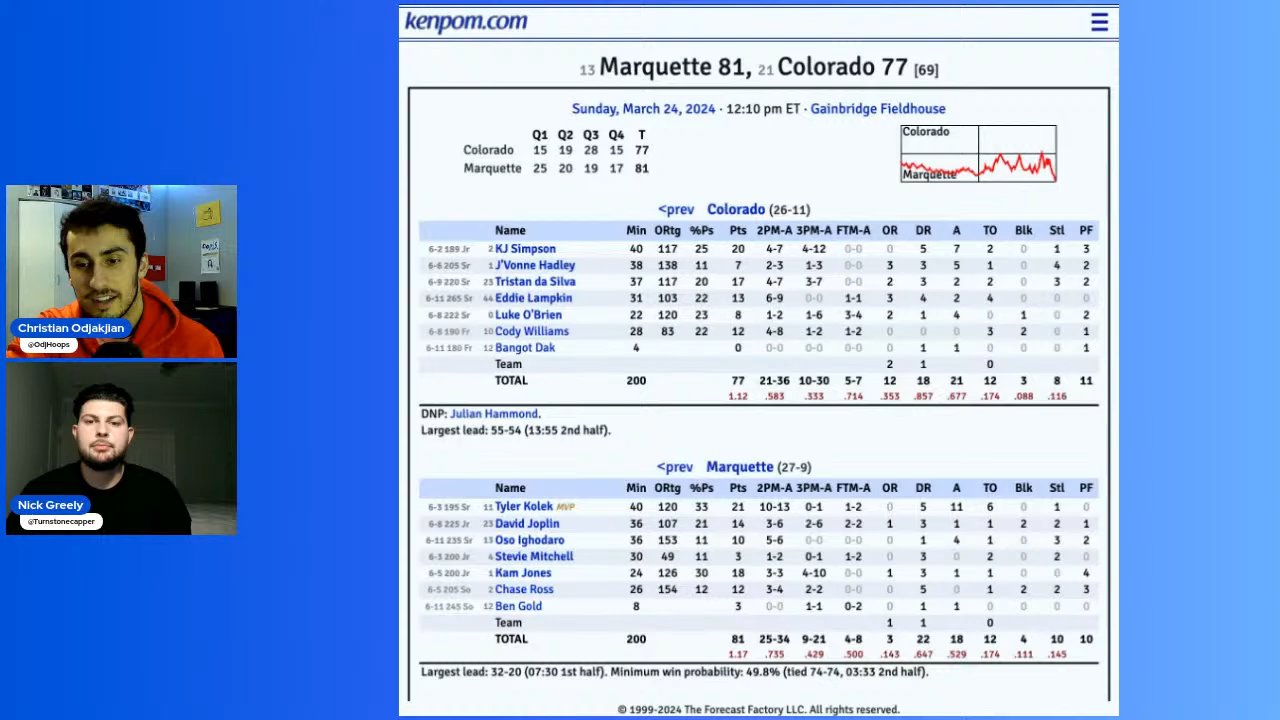 kenpom.com
13 Marquette 81, 21 Colorado 77 [69]
Sunday, March 24, 2024 · 12:10 pm ET · Gainbridge Fieldhouse
Q1 Q2 Q3 Q4 T
Colorado 15 19 28 15 77
Marquette 25 20 19 17 81
Colorado
Marquette
<prev Colorado (26-11)
Name Min ORtg %Ps Pts 2PM-A 3PM-A FTM-A OR DR A TO Blk Stl PF
6-2 189 Jr 2 KJ Simpson 40 117 25 20 4-7 4-12 0-0 0 5 7 2 0 1 3
6-6 205 Sr 1 J'Vonne Hadley 38 138 11 7 2-3 1-3 0-0 3 3 5 1 0 4 2
6-9 220 Sr 23 Tristan da Silva 37 117 20 17 4-7 3-7 0-0 2 3 2 2 0 3 2
6-11 265 Sr 44 Eddie Lampkin 31 103 22 13 6-9 0-0 1-1 3 4 2 4 0 0 0
6-8 222 Sr 0 Luke O'Brien 22 120 23 8 1-2 1-6 3-4 2 1 4 0 1 0 2
6-8 190 Fr 10 Cody Williams 28 83 22 12 4-8 1-2 1-2 0 0 0 3 2 0 1
6-11 180 Fr 12 Bangot Dak 4 0 0-0 0-0 0-0 0 1 1 0 0 0 1
Team 2 1 0
TOTAL 200 77 21-36 10-30 5-7 12 18 21 12 3 8 11
1.12 .583 .333 .714 .353 .857 .677 .174 .088 .116
DNP: Julian Hammond.
Largest lead: 55-54 (13:55 2nd half).
<prev Marquette (27-9)
Name Min ORtg %Ps Pts 2PM-A 3PM-A FTM-A OR DR A TO Blk Stl PF
6-3 195 Sr 11 Tyler Kolek MVP 40 120 33 21 10-13 0-1 1-2 0 5 11 6 0 1 0
6-8 225 Jr 23 David Joplin 36 107 21 14 3-6 2-6 2-2 1 3 1 1 2 2 1
6-11 235 Sr 13 Oso Ighodaro 36 153 11 10 5-6 0-0 0-0 0 1 4 1 0 3 2
6-3 200 Jr 4 Stevie Mitchell 30 49 11 3 1-2 0-1 1-2 0 3 0 2 0 2 0
6-5 200 Jr 1 Kam Jones 24 126 30 18 3-3 4-10 0-0 1 3 1 1 0 0 4
6-5 205 So 2 Chase Ross 26 154 12 12 3-4 2-2 0-0 0 5 0 1 2 2 3
6-11 245 So 12 Ben Gold 8 3 0-0 1-1 0-2 0 1 1 0 0 0 0
Team 1 1 0
TOTAL 200 81 25-34 9-21 4-8 3 22 18 12 4 10 10
1.17 .735 .429 .500 .143 .647 .529 .174 .111 .145
Largest lead: 32-20 (07:30 1st half). Minimum win probability: 49.8% (tied 74-74, 03:33 2nd half).
© 1999-2024 The Forecast Factory LLC. All rights reserved.
Christian Odjakjian
@OdjHoops
Nick Greely
@Turnstonecapper